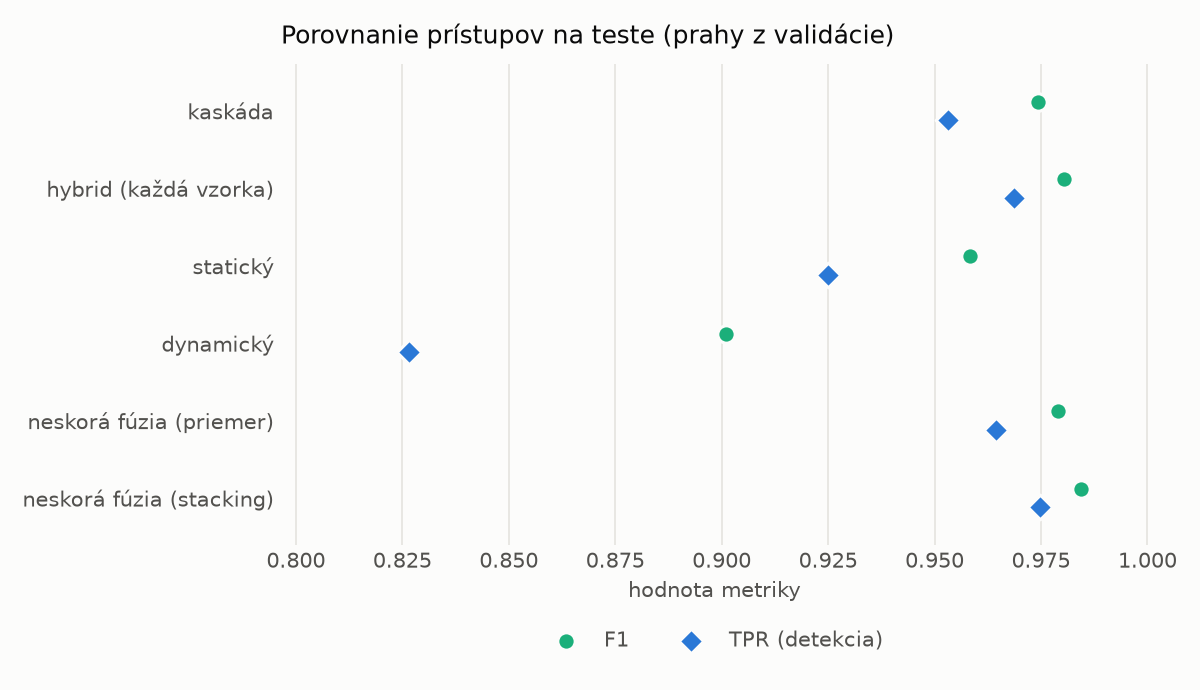 Porovnanie prístupov na teste (prahy z validácie)
kaskáda
hybrid (každá vzorka)
statický
dynamický
neskorá fúzia (priemer)
neskorá fúzia (stacking)
0.800 0.825 0.850 0.875 0.900 0.925 0.950 0.975 1.000
hodnota metriky
F1 TPR (detekcia)